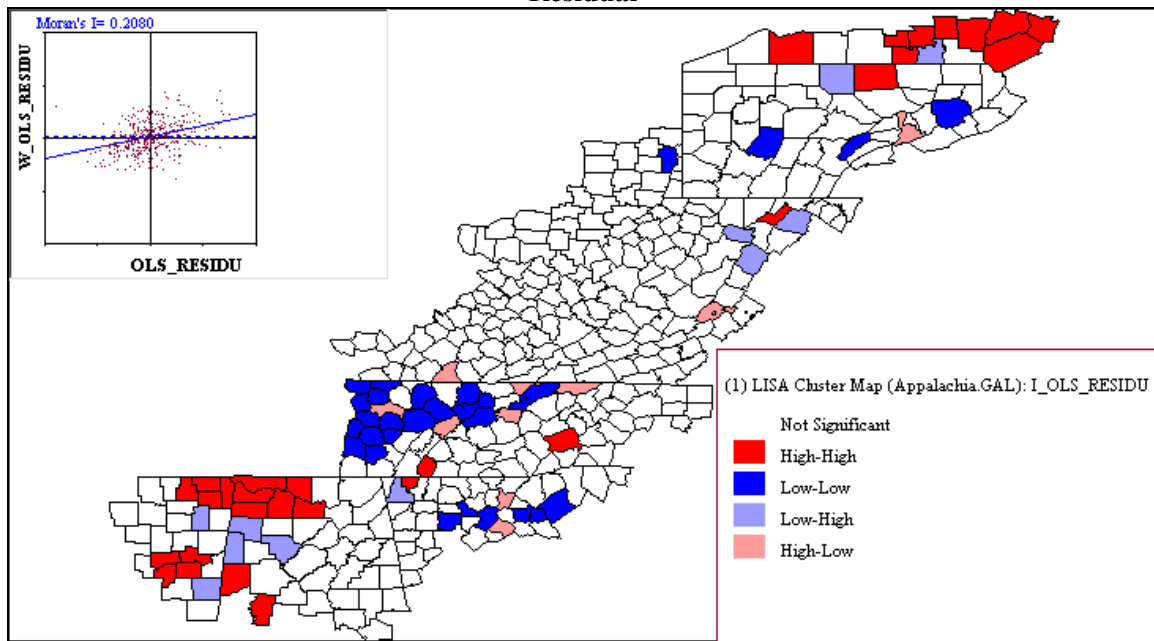 Moran's I= 0.2080
W_OLS_RESIDU
OLS_RESIDU
(1) LISA Cluster Map (Appalachia.GAL): I_OLS_RESIDU
Not Significant
High-High
Low-Low
Low-High
High-Low